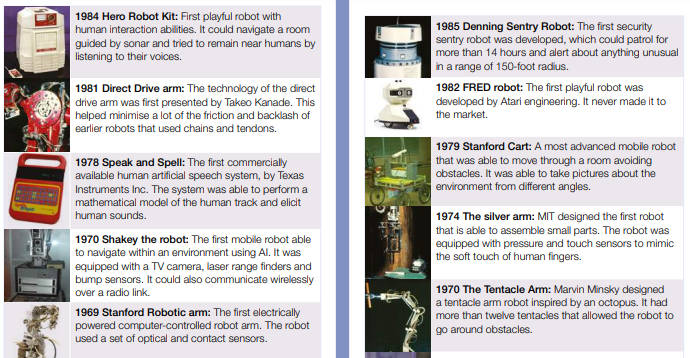 1984 Hero Robot Kit: First playful robot with
human interaction abilities. It could navigate a room
guided by sonar and tried to remain near humans by
listening to their voices.
1981 Direct Drive arm: The technology of the direct
drive arm was first presented by Takeo Kanade. This
helped minimise a lot of the friction and backlash of
earlier robots that used chains and tendons.
1978 Speak and Spell: The first commercially
available human artificial speech system, by Texas
Instruments Inc. The system was able to perform a
mathematical model of the human track and elicit
human sounds.
1970 Shakey the robot: The first mobile robot able
to navigate within an environment using AI. It was
equipped with a TV camera, laser range finders and
bump sensors. It could also communicate wirelessly
over a radio link.
1969 Stanford Robotic arm: The first electrically
powered computer-controlled robot arm. The robot
used a set of optical and contact sensors.
1985 Denning Sentry Robot: The first security
sentry robot was developed, which could patrol for
more than 14 hours and alert about anything unusual
in a range of 150-foot radius.
1982 FRED robot: The first playful robot was
developed by Atari engineering. It never made it to
the market.
1979 Stanford Cart: A most advanced mobile robot
that was able to move through a room avoiding
obstacles. It was able to take pictures about the
environment from different angles.
1974 The silver arm: MIT designed the first robot
that is able to assemble small parts. The robot was
equipped with pressure and touch sensors to mimic
the soft touch of human fingers.
1970 The Tentacle Arm: Marvin Minsky designed
a tentacle arm robot inspired by an octopus. It had
more than twelve tentacles that allowed the robot to
go around obstacles.